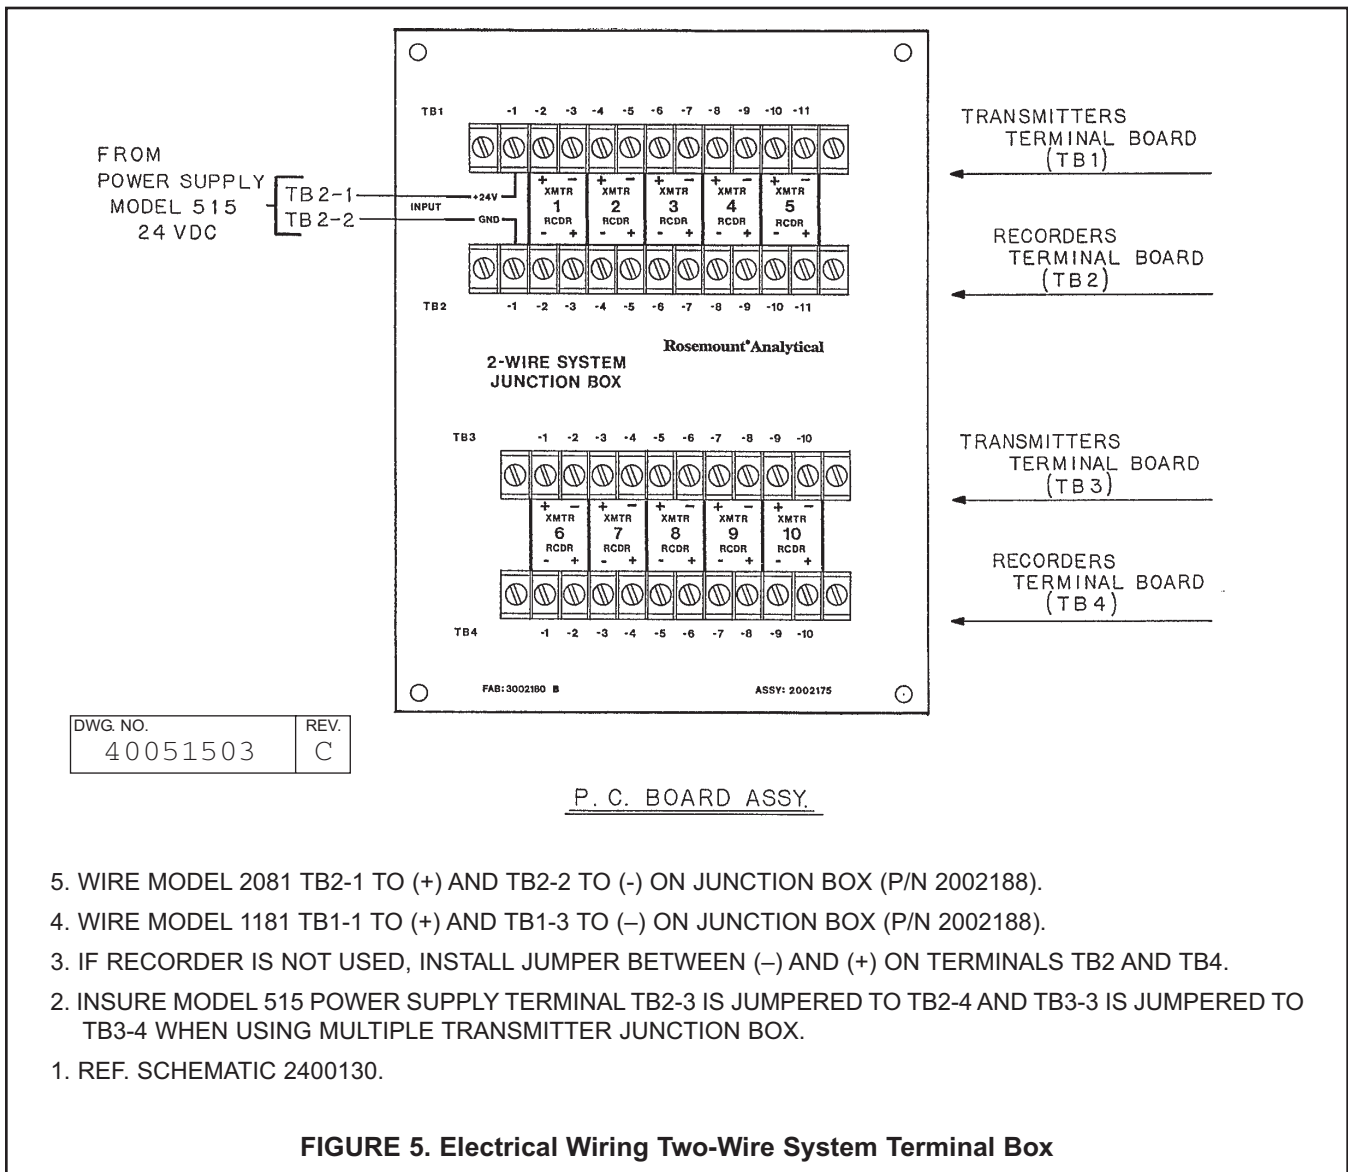 TB1 -1 -2 -3 -4 -5 -6 -7 -8 -9 -10 -11
TRANSMITTERS
TERMINAL BOARD
(TB1)
FROM
POWER SUPPLY
MODEL 515
24 VDC
TB2-1
TB2-2
INPUT
+24V
GND
+ − + − + − + − + −
XMTR XMTR XMTR XMTR XMTR
1 2 3 4 5
RCDR RCDR RCDR RCDR RCDR
- + - + - + - + - +
RECORDERS
TERMINAL BOARD
(TB2)
TB2 -1 -2 -3 -4 -5 -6 -7 -8 -9 -10 -11
Rosemount Analytical
2-WIRE SYSTEM
JUNCTION BOX
TB3 -1 -2 -3 -4 -5 -6 -7 -8 -9 -10
TRANSMITTERS
TERMINAL BOARD
(TB3)
+ − + − + − + − + −
XMTR XMTR XMTR XMTR XMTR
6 7 8 9 10
RCDR RCDR RCDR RCDR RCDR
- + - + - + - + - +
RECORDERS
TERMINAL BOARD
(TB4)
TB4 -1 -2 -3 -4 -5 -6 -7 -8 -9 -10
FAB:3002180 B ASSY: 2002175
DWG. NO. REV.
40051503 C
P. C. BOARD ASSY.
5. WIRE MODEL 2081 TB2-1 TO (+) AND TB2-2 TO (-) ON JUNCTION BOX (P/N 2002188).
4. WIRE MODEL 1181 TB1-1 TO (+) AND TB1-3 TO (–) ON JUNCTION BOX (P/N 2002188).
3. IF RECORDER IS NOT USED, INSTALL JUMPER BETWEEN (–) AND (+) ON TERMINALS TB2 AND TB4.
2. INSURE MODEL 515 POWER SUPPLY TERMINAL TB2-3 IS JUMPERED TO TB2-4 AND TB3-3 IS JUMPERED TO
TB3-4 WHEN USING MULTIPLE TRANSMITTER JUNCTION BOX.
1. REF. SCHEMATIC 2400130.
FIGURE 5. Electrical Wiring Two-Wire System Terminal Box